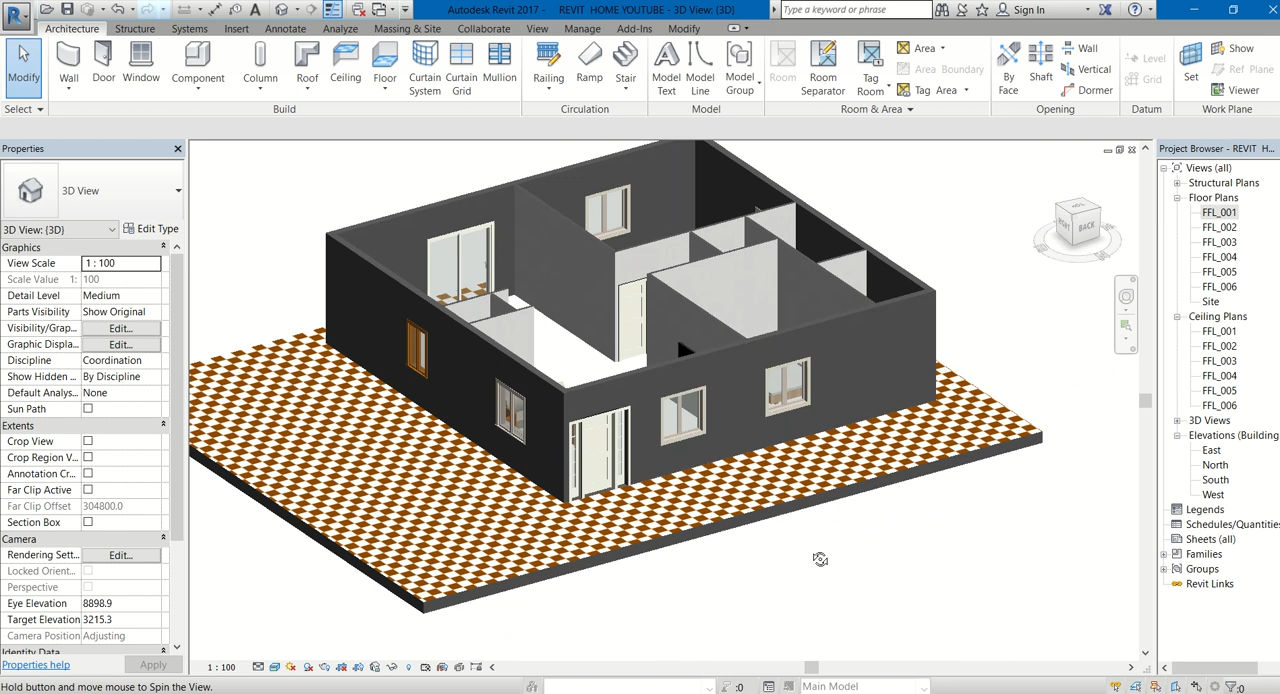 Autodesk Revit 2017 - REVIT HOME YOUTUBE - 3D View: {3D}
Type a keyword or phrase
Sign In
Architecture Structure Systems Insert Annotate Analyze Massing & Site Collaborate View Manage Add-Ins Modify
Modify
Wall
Door
Window
Component
Column
Roof
Ceiling
Floor
Curtain System
Curtain Grid
Mullion
Railing
Ramp
Stair
Model Text
Model Line
Model Group
Room
Room Separator
Tag Room
Area
Area Boundary
Tag Area
By Face
Shaft
Wall
Vertical
Dormer
Level
Grid
Set
Show
Ref Plane
Viewer
Select
Build
Circulation
Model
Room & Area
Opening
Datum
Work Plane
Properties
3D View
3D View: {3D}
Edit Type
Graphics
View Scale 1 : 100
Scale Value 1: 100
Detail Level Medium
Parts Visibility Show Original
Visibility/Grap... Edit...
Graphic Displa... Edit...
Discipline Coordination
Show Hidden ... By Discipline
Default Analys... None
Sun Path
Extents
Crop View
Crop Region V...
Annotation Cr...
Far Clip Active
Far Clip Offset 304800.0
Section Box
Camera
Rendering Sett... Edit...
Locked Orient...
Perspective
Eye Elevation 8898.9
Target Elevation 3215.3
Camera Position Adjusting
Identity Data
Properties help
Apply
RIGHT
BACK
1 : 100
Project Browser - REVIT H...
Views (all)
Structural Plans
Floor Plans
FFL_001
FFL_002
FFL_003
FFL_004
FFL_005
FFL_006
Site
Ceiling Plans
FFL_001
FFL_002
FFL_003
FFL_004
FFL_005
FFL_006
3D Views
Elevations (Building
East
North
South
West
Legends
Schedules/Quantitie
Sheets (all)
Families
Groups
Revit Links
Hold button and move mouse to Spin the View.
:0
Main Model
:0